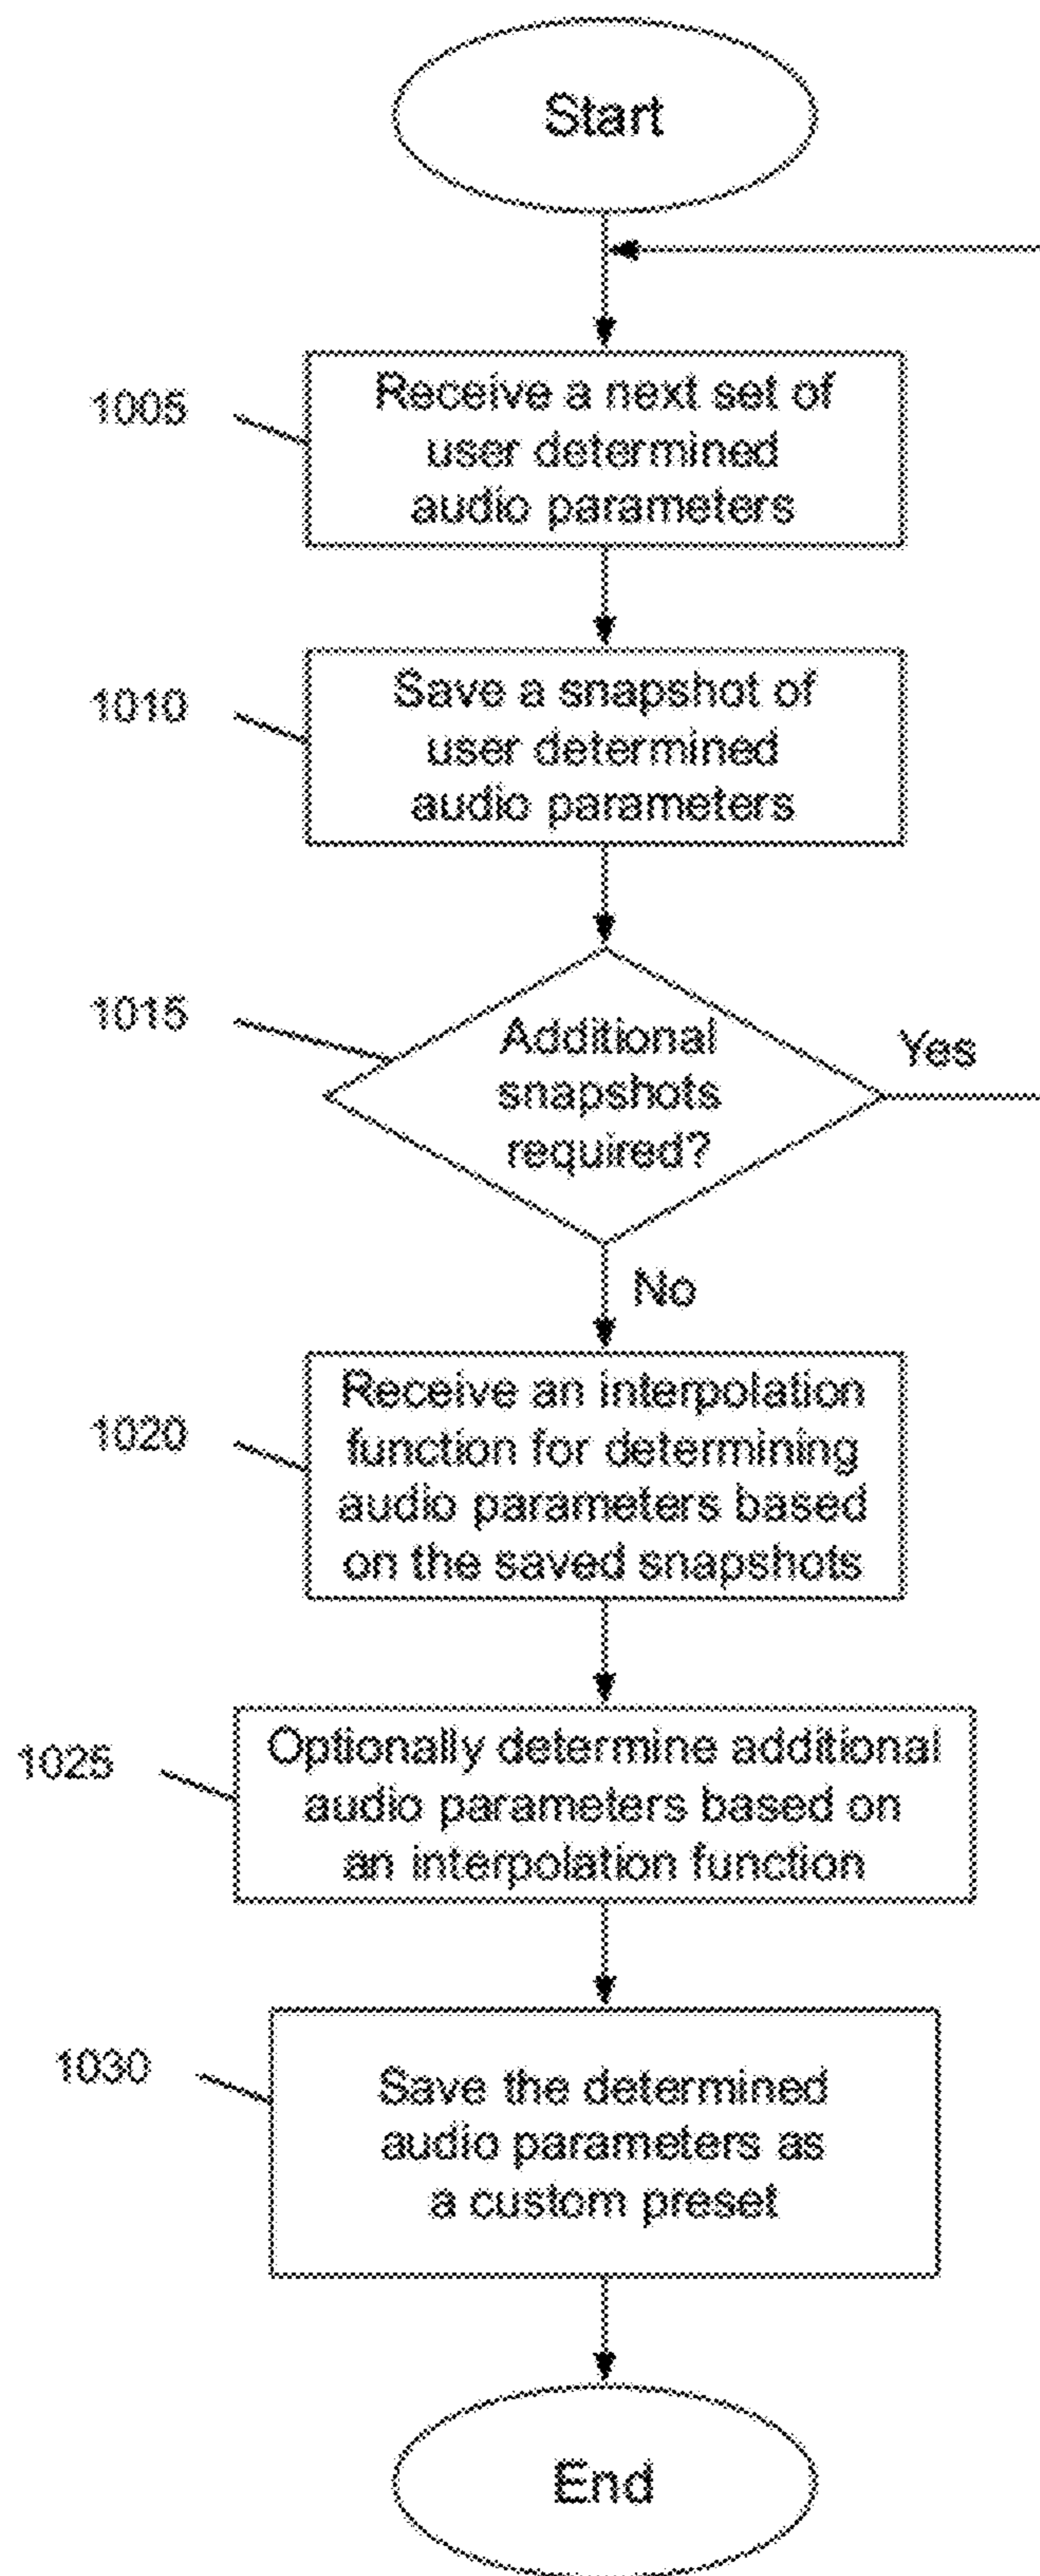 Start
1005
Receive a next set of
user determined
audio parameters
1010
Save a snapshot of
user determined
audio parameters
1015
Additional
snapshots
required?
Yes
No
1020
Receive an interpolation
function for determining
audio parameters based
on the saved snapshots
1025
Optionally determine additional
audio parameters based on
an interpolation function
1030
Save the determined
audio parameters as
a custom preset
End